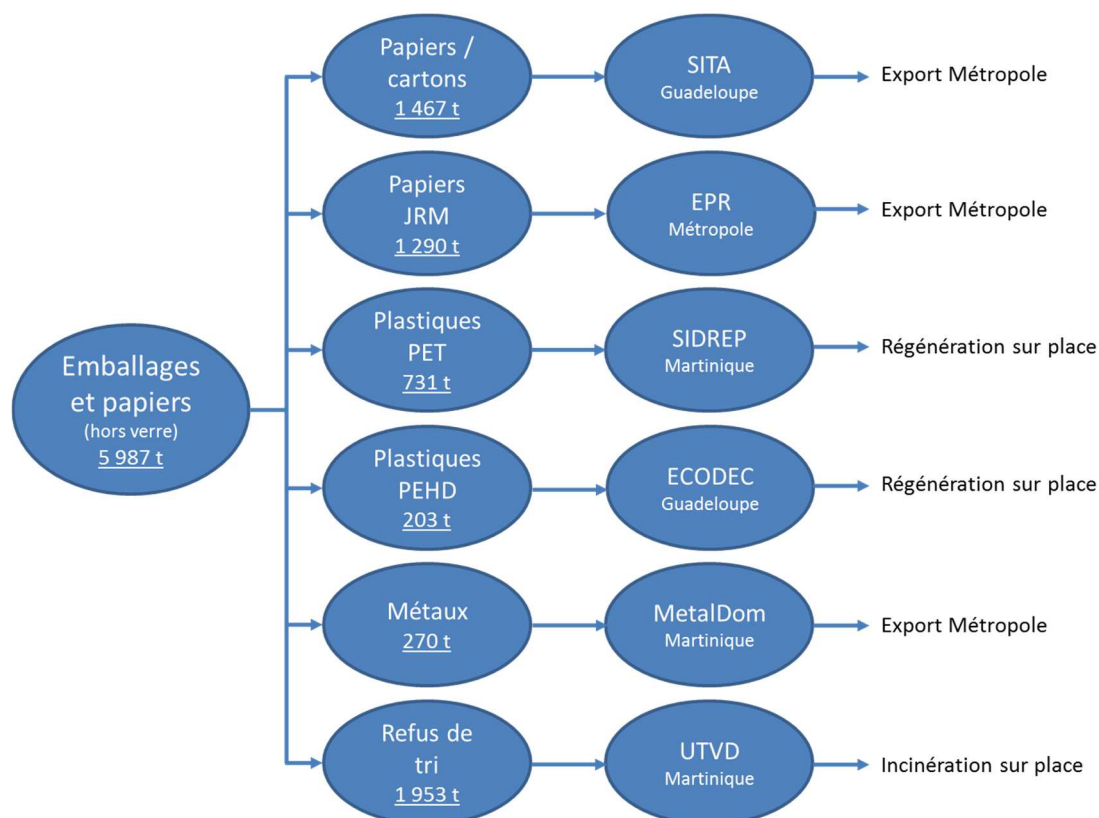 Papiers /
cartons
1 467 t
SITA
Guadeloupe
Export Métropole
Papiers
JRM
1 290 t
EPR
Métropole
Export Métropole
Plastiques
PET
731 t
SIDREP
Martinique
Régénération sur place
Emballages
et papiers
(hors verre)
5 987 t
Plastiques
PEHD
203 t
ECODEC
Guadeloupe
Régénération sur place
Métaux
270 t
MetalDom
Martinique
Export Métropole
Refus de
tri
1 953 t
UTVD
Martinique
Incinération sur place